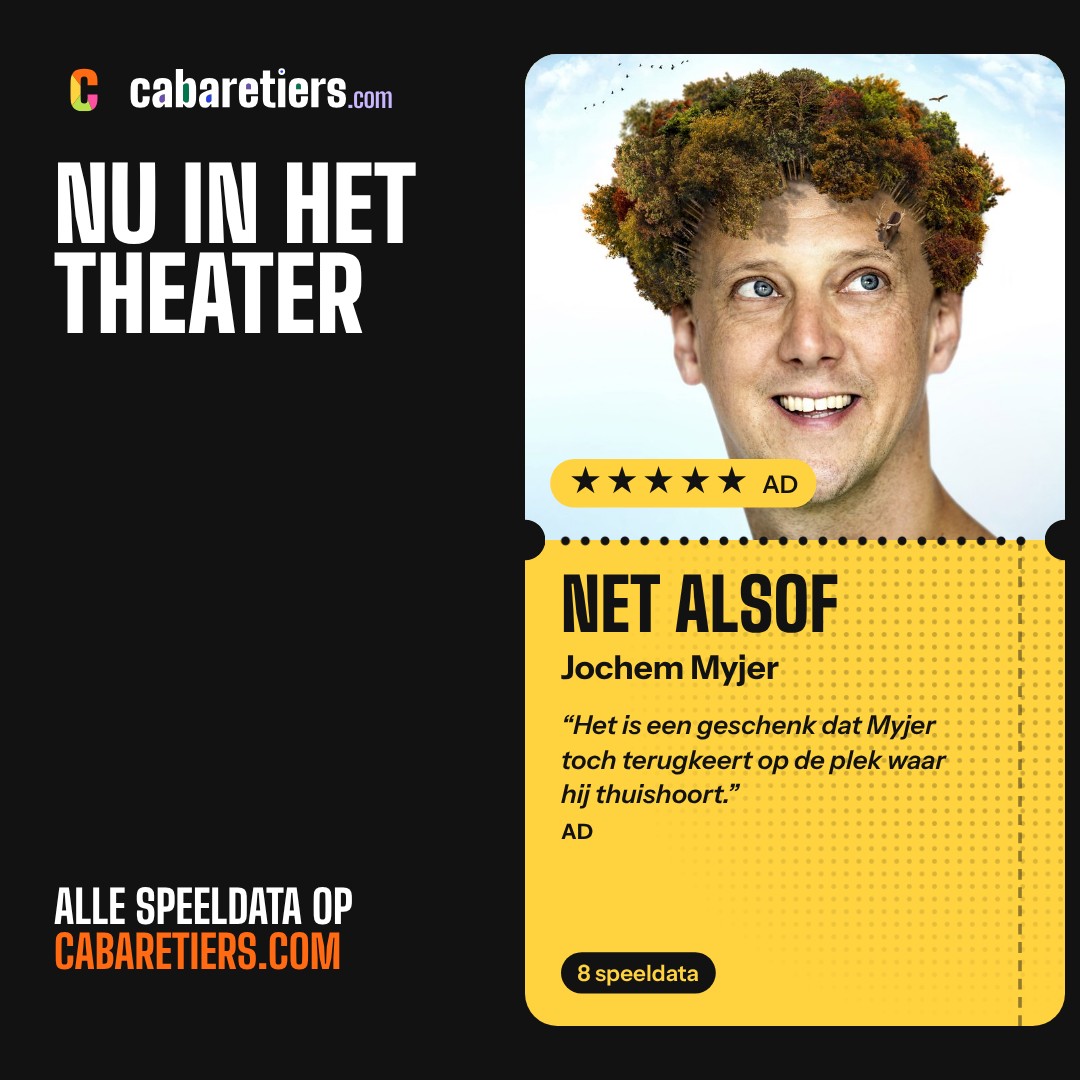 cabaretiers.com
NU IN HET
THEATER
★★★★★ AD
NET ALSOF
Jochem Myjer
“Het is een geschenk dat Myjer
toch terugkeert op de plek waar
hij thuishoort.”
AD
8 speeldata
ALLE SPEELDATA OP
CABARETIERS.COM